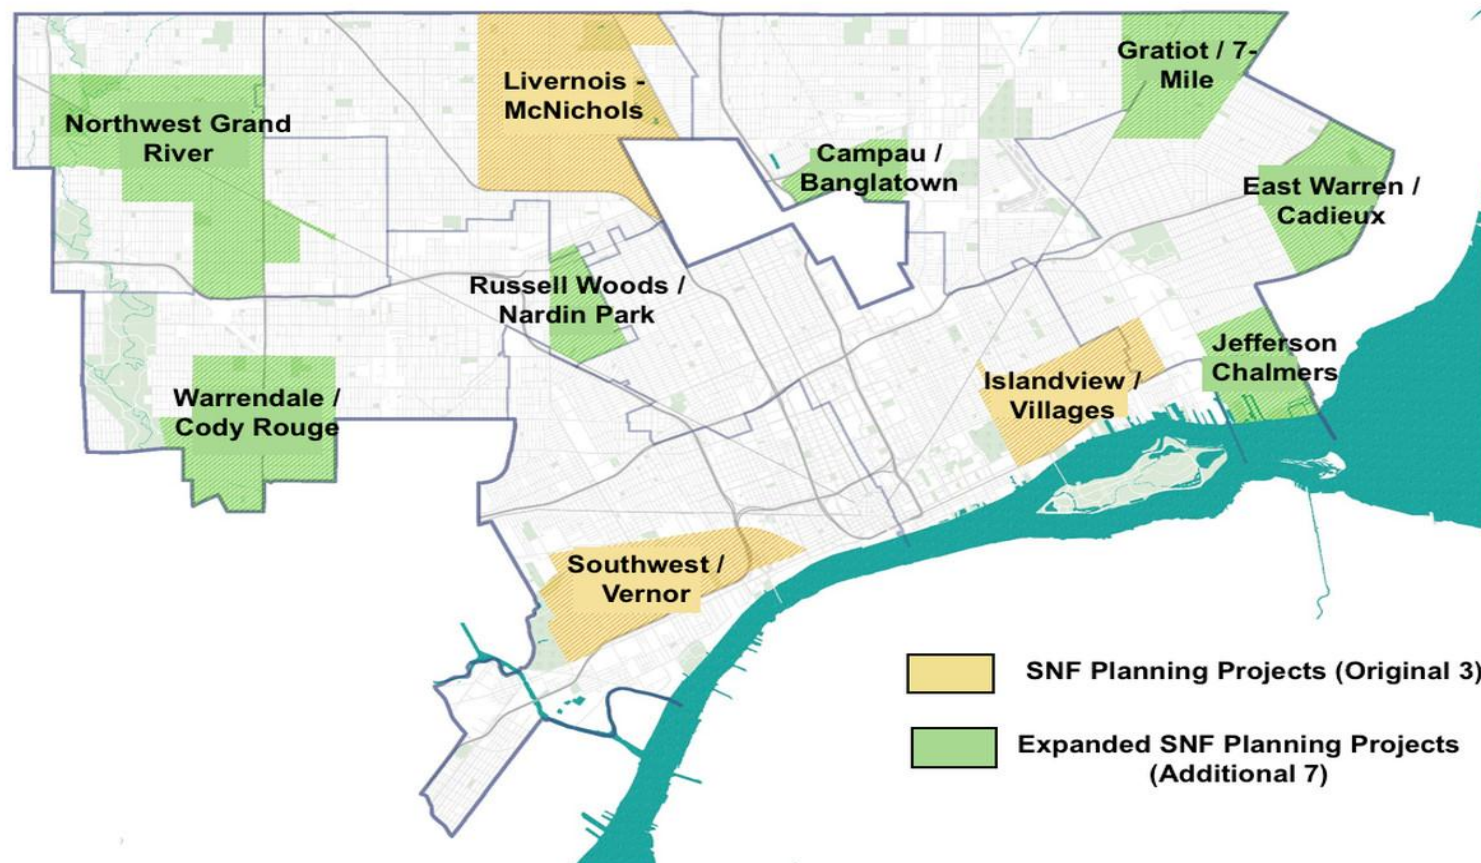 Gratiot / 7-
Mile
Livernois -
McNichols
Northwest Grand
River
Campau /
Banglatown
East Warren /
Cadieux
Russell Woods /
Nardin Park
Jefferson
Chalmers
Islandview /
Villages
Warrendale /
Cody Rouge
Southwest /
Vernor
SNF Planning Projects (Original 3)
Expanded SNF Planning Projects
(Additional 7)